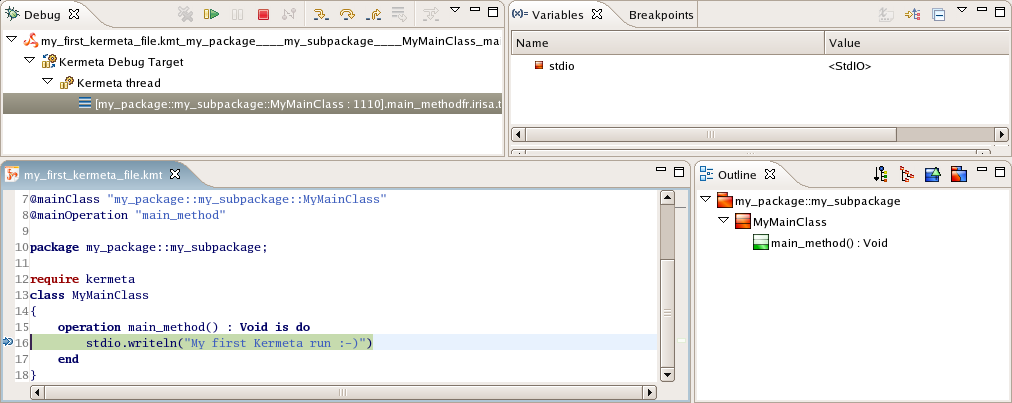 Debug
my_first_kermeta_file.kmt_my_package____my_subpackage____MyMainClass_mai
Kermeta Debug Target
Kermeta thread
[my_package::my_subpackage::MyMainClass : 1110].main_methodfr.irisa.t
Variables
Breakpoints
Name Value
stdio <StdIO>
my_first_kermeta_file.kmt
7 @mainClass "my_package::my_subpackage::MyMainClass"
8 @mainOperation "main_method"
9
10 package my_package::my_subpackage;
11
12 require kermeta
13 class MyMainClass
14 {
15 operation main_method() : Void is do
16 stdio.writeln("My first Kermeta run :-)")
17 end
18 }
Outline
my_package::my_subpackage
MyMainClass
main_method() : Void